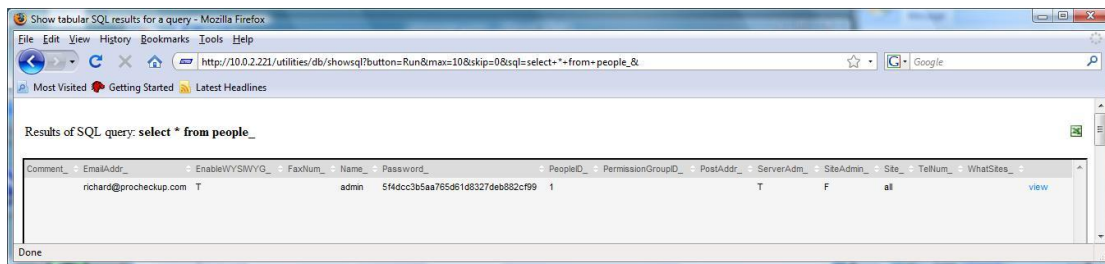 Show tabular SQL results for a query - Mozilla Firefox
File Edit View History Bookmarks Tools Help
http://10.0.2.221/utilities/db/showsql?button=Run&max=10&skip=0&sql=select+*+from+people_& G Google
Most Visited Getting Started Latest Headlines
Results of SQL query: select * from people_
Comment_ EmailAddr_ EnableWYSIWYG_ FaxNum_ Name_ Password_ PeopleID_ PermissionGroupID_ PostAddr_ ServerAdm_ SiteAdmin_ Site_ TelNum_ WhatSites_
richard@procheckup.com T admin 5f4dcc3b5aa765d61d8327deb882cf99 1 T F all view
Done